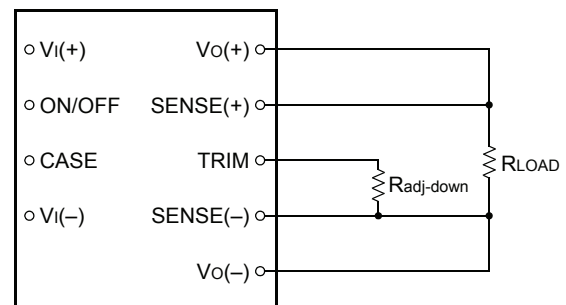 VI(+)
VO(+)
ON/OFF
SENSE(+)
CASE
TRIM
RLOAD
Radj-down
VI(–)
SENSE(–)
VO(–)